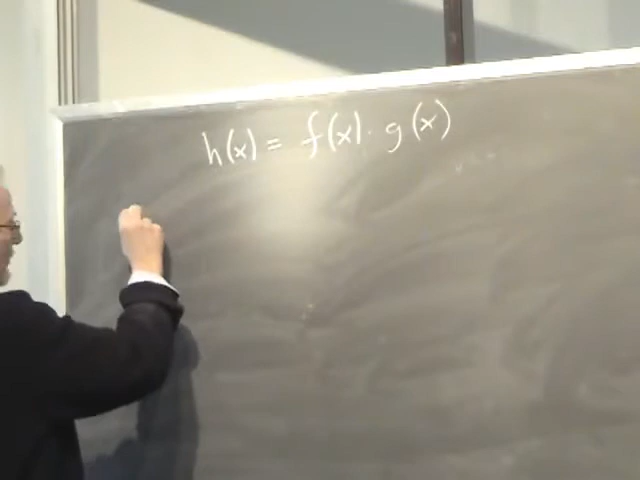 h(x) = f(x) · g(x)